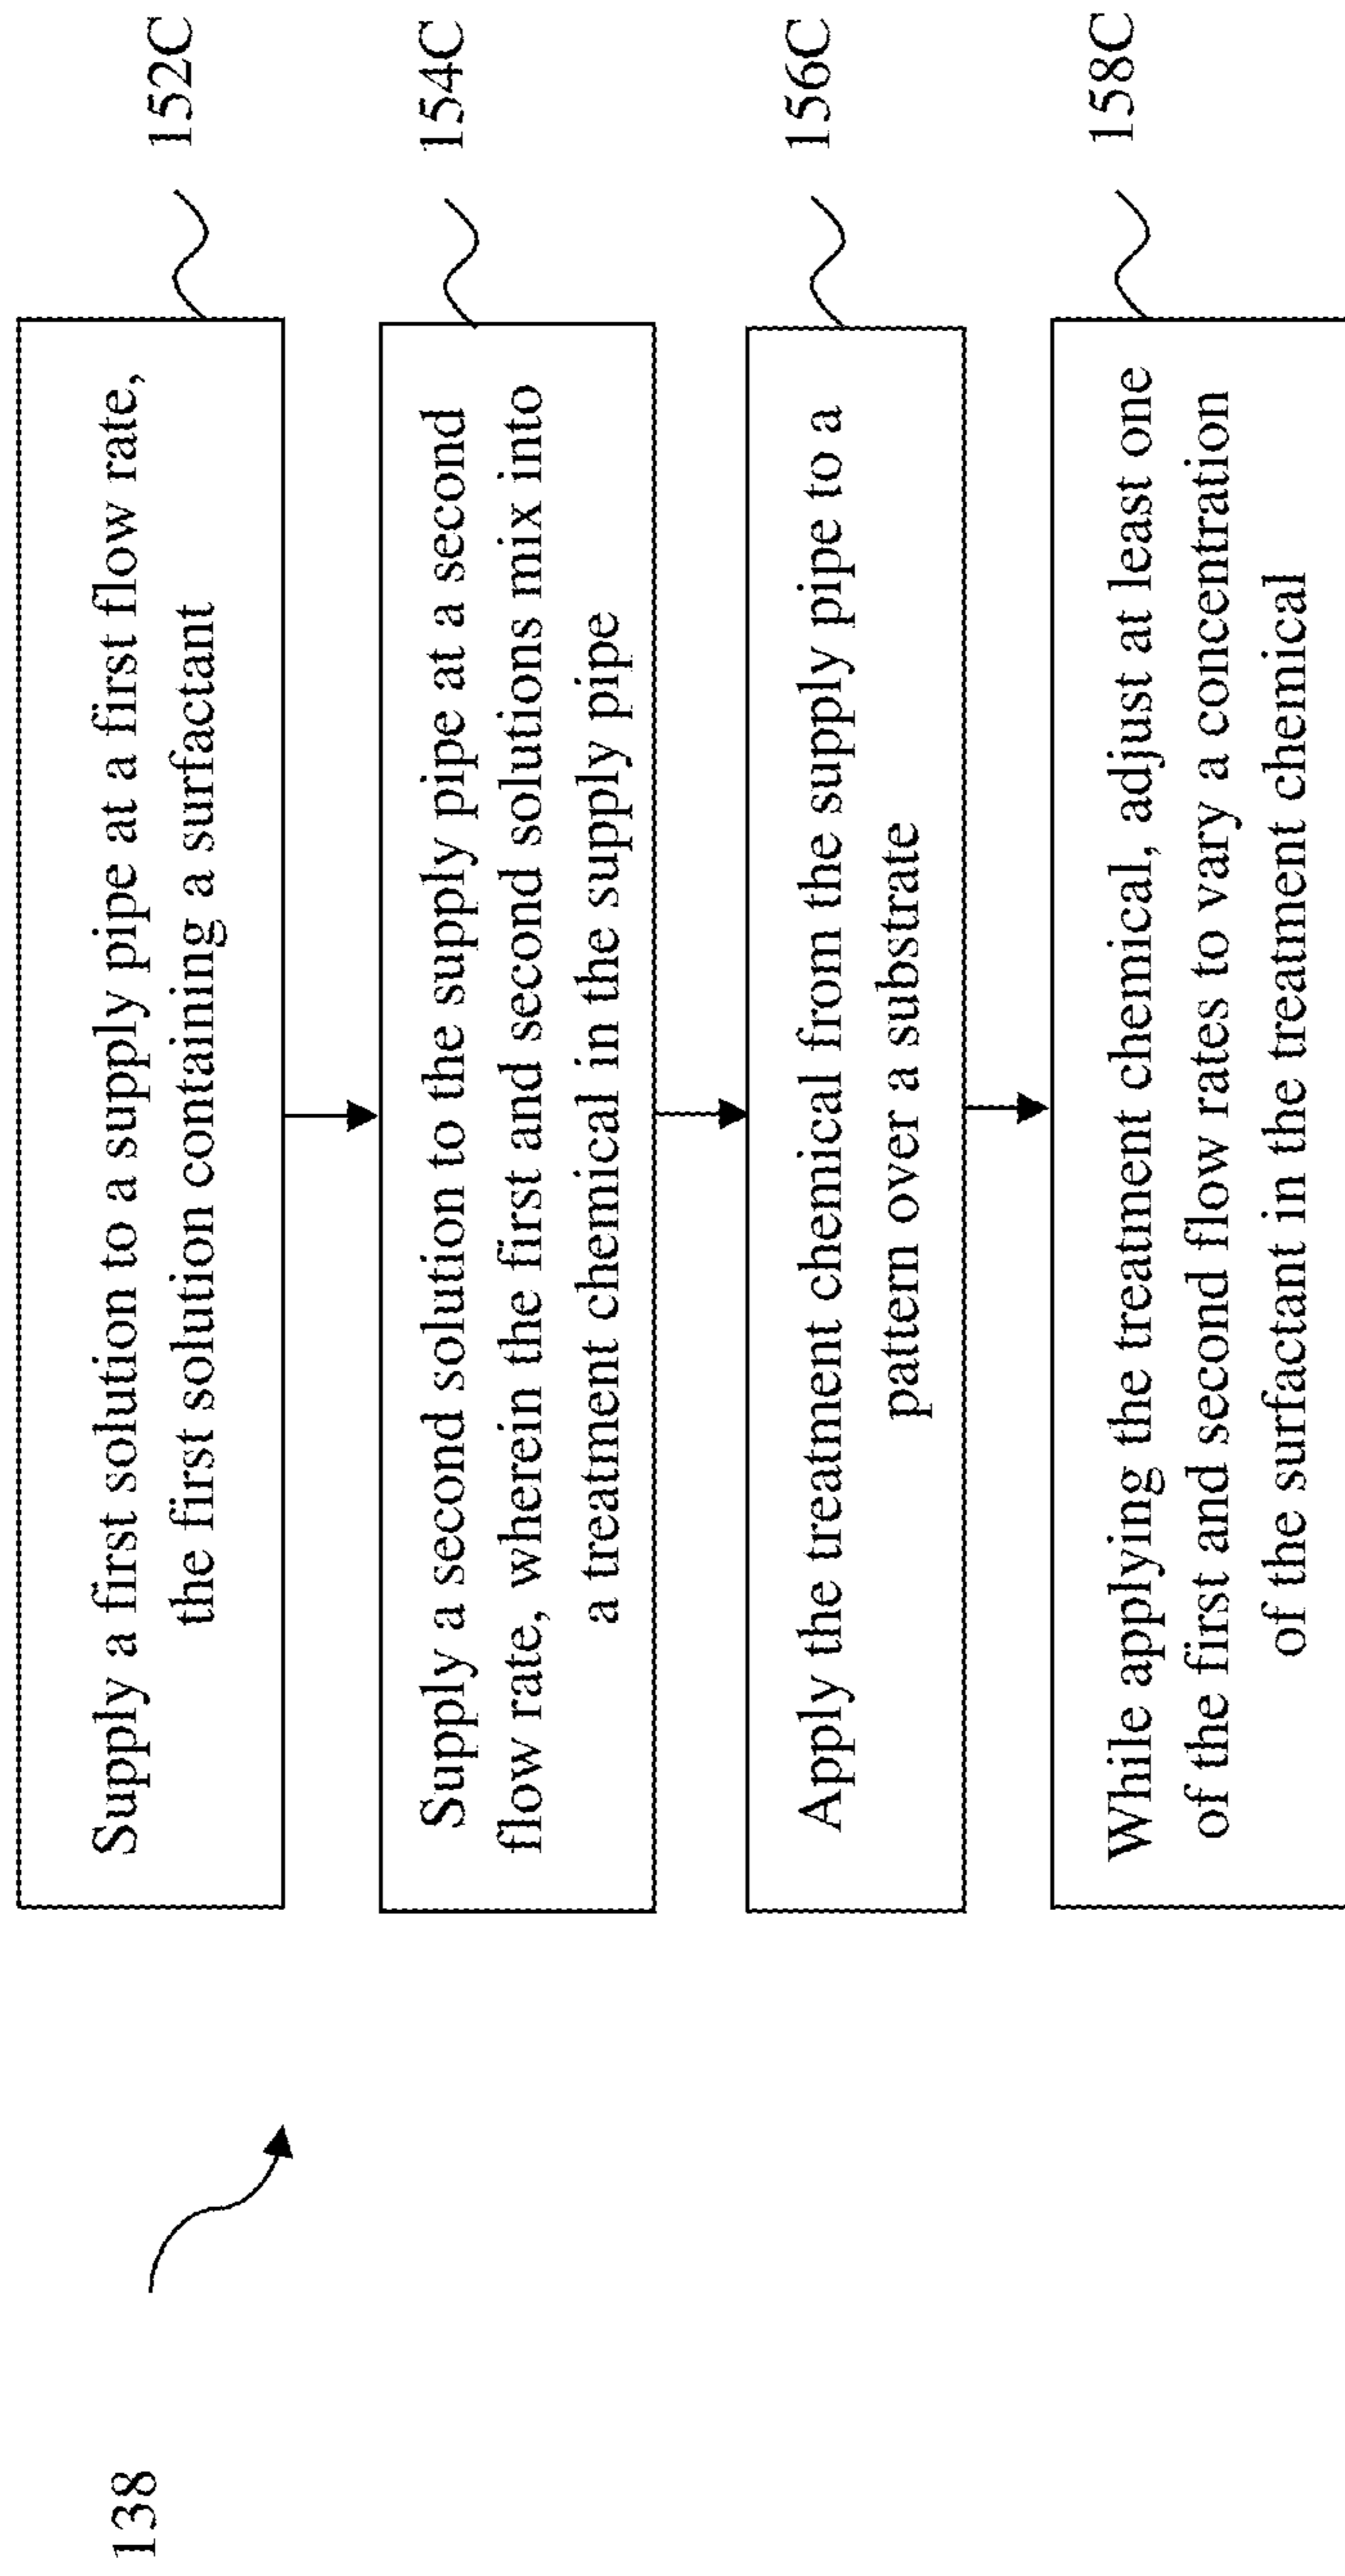 138
Supply a first solution to a supply pipe at a first flow rate,
the first solution containing a surfactant
152C
Supply a second solution to the supply pipe at a second
flow rate, wherein the first and second solutions mix into
a treatment chemical in the supply pipe
154C
Apply the treatment chemical from the supply pipe to a
pattern over a substrate
156C
While applying the treatment chemical, adjust at least one
of the first and second flow rates to vary a concentration
of the surfactant in the treatment chemical
158C